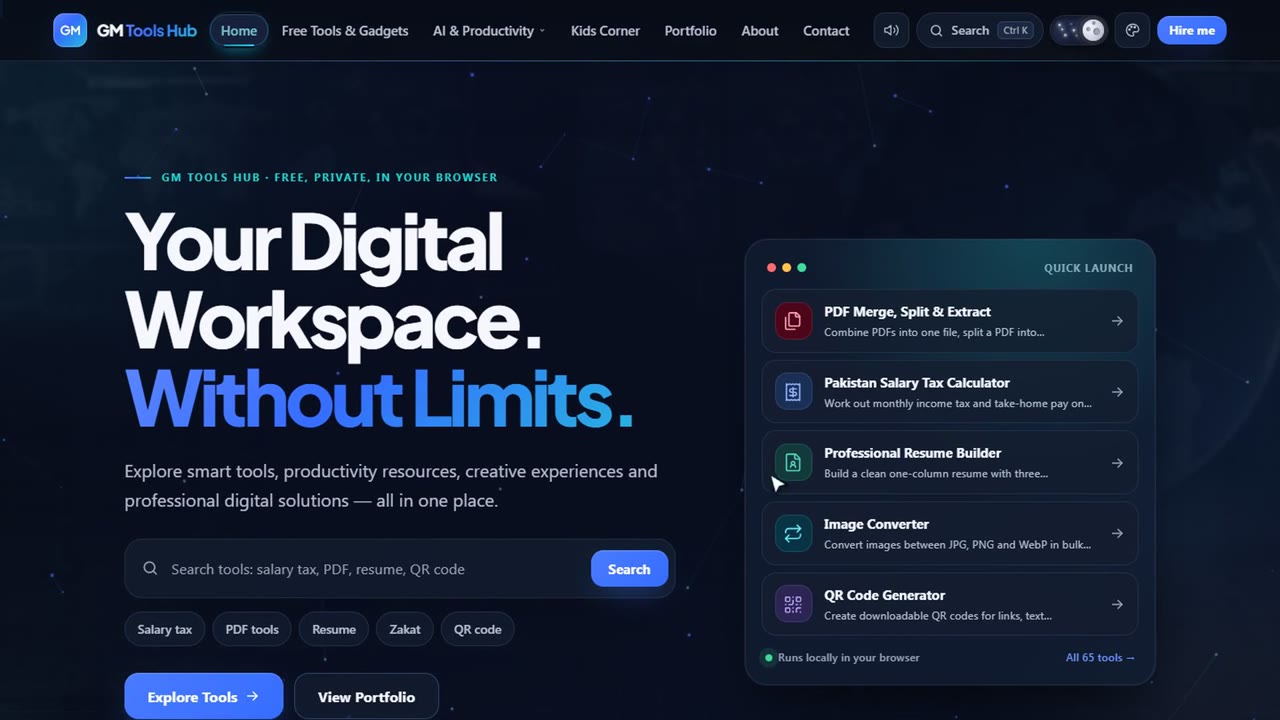 GM
GM Tools Hub
Home
Free Tools & Gadgets
AI & Productivity
Kids Corner
Portfolio
About
Contact
Search
Ctrl K
Hire me
GM TOOLS HUB · FREE, PRIVATE, IN YOUR BROWSER
Your Digital
Workspace.
Without Limits.
Explore smart tools, productivity resources, creative experiences and
professional digital solutions — all in one place.
Search tools: salary tax, PDF, resume, QR code
Search
Salary tax
PDF tools
Resume
Zakat
QR code
Explore Tools →
View Portfolio
QUICK LAUNCH
PDF Merge, Split & Extract
Combine PDFs into one file, split a PDF into...
Pakistan Salary Tax Calculator
Work out monthly income tax and take-home pay on...
Professional Resume Builder
Build a clean one-column resume with three...
Image Converter
Convert images between JPG, PNG and WebP in bulk...
QR Code Generator
Create downloadable QR codes for links, text...
Runs locally in your browser
All 65 tools →